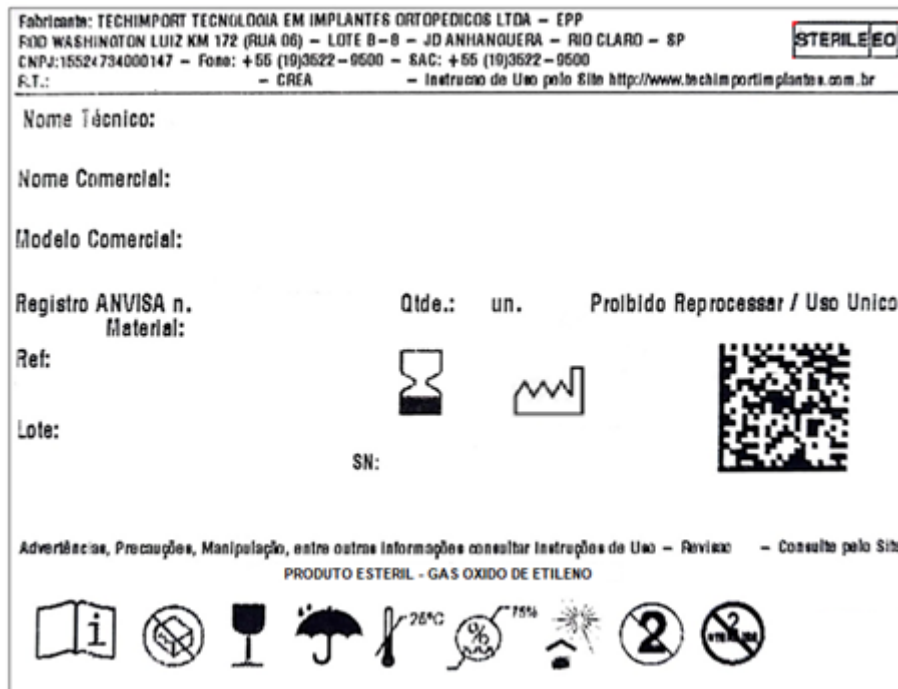 Fabricante: TECHIMPORT TECNOLOGIA EM IMPLANTES ORTOPEDICOS LTDA – EPP
ROD WASHINGTON LUIZ KM 172 (RUA 06) – LOTE B–8 – JD ANHANGUERA – RIO CLARO – SP
STERILE EO
CNPJ:15524734000147 – Fone: +55 (19)3522–9500 – SAC: +55 (19)3522–9500
R.T.: – CREA – Instrucao de Uso pelo Site http://www.techimportimplantes.com.br
Nome Técnico:
Nome Comercial:
Modelo Comercial:
Registro ANVISA n. Qtde.: un. Proibido Reprocessar / Uso Unico
Material:
Ref:
Lote:
SN:
Advertências, Precauções, Manipulação, entre outras informações consultar Instruções de Uso – Revisao – Consulte pelo Site
PRODUTO ESTERIL - GAS OXIDO DE ETILENO
i
25°C
%
75%
2
2